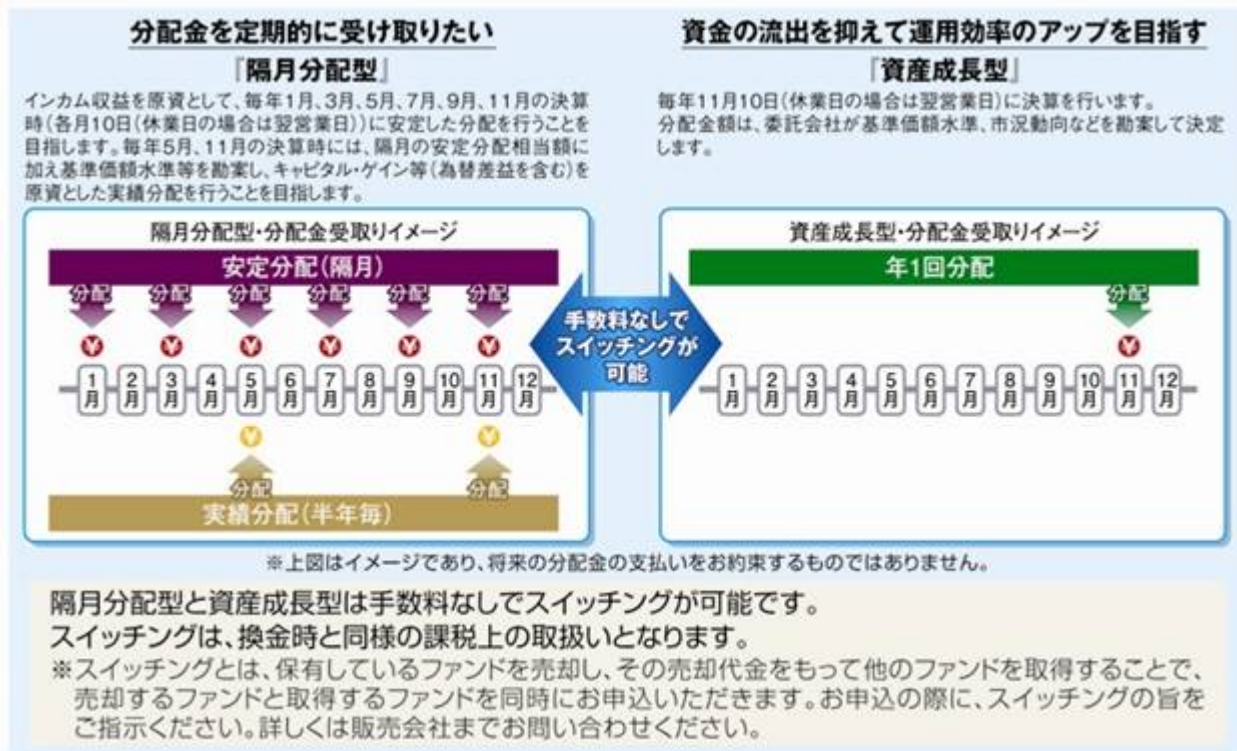 分配金を定期的に受け取りたい
『隔月分配型』
インカム収益を原資として、毎年1月、3月、5月、7月、9月、11月の決算
時(各月10日(休業日の場合は翌営業日))に安定した分配を行うことを
目指します。毎年5月、11月の決算時には、隔月の安定分配相当額に
加え基準価額水準等を勘案し、キャピタル・ゲイン等(為替差益を含む)を
原資とした実績分配を行うことを目指します。
隔月分配型・分配金受取りイメージ
安定分配(隔月)
分配 分配 分配 分配 分配 分配
¥ ¥ ¥ ¥ ¥ ¥
1月 2月 3月 4月 5月 6月 7月 8月 9月 10月 11月 12月
¥ ¥
分配 分配
実績分配(半年毎)
手数料なしで
スイッチングが
可能
資金の流出を抑えて運用効率のアップを目指す
『資産成長型』
毎年11月10日(休業日の場合は翌営業日)に決算を行います。
分配金額は、委託会社が基準価額水準、市況動向などを勘案して決定
します。
資産成長型・分配金受取りイメージ
年1回分配
分配
¥
1月 2月 3月 4月 5月 6月 7月 8月 9月 10月 11月 12月
※上図はイメージであり、将来の分配金の支払いをお約束するものではありません。
隔月分配型と資産成長型は手数料なしでスイッチングが可能です。
スイッチングは、換金時と同様の課税上の取扱いとなります。
※スイッチングとは、保有しているファンドを売却し、その売却代金をもって他のファンドを取得することで、
売却するファンドと取得するファンドを同時にお申込いただきます。お申込の際に、スイッチングの旨を
ご指示ください。詳しくは販売会社までお問い合わせください。